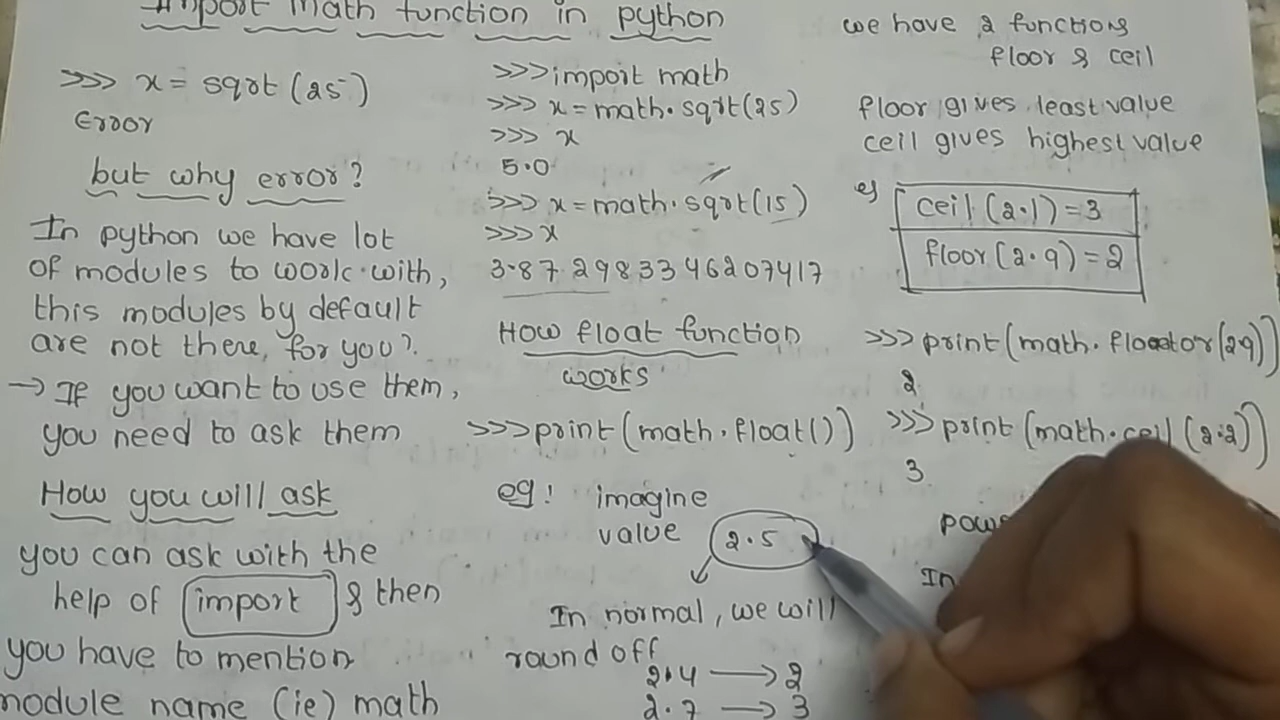 Import math function in python
>>> x = sqrt (25)
Error
but why error?
In python we have lot
of modules to work with,
this modules by default
are not there, for you?.
→ If you want to use them,
you need to ask them
How you will ask
you can ask with the
help of import & then
you have to mention
module name (ie) math
>>> import math
>>> x = math.sqrt(25)
>>> x
5.0
>>> x = math.sqrt(15)
>>> x
3.872983346207417
How float function
works
>>> print (math.float())
eg: imagine
value 2.5
In normal, we will
round off
2.4 → 2
2.7 → 3
we have 2 functions
floor & ceil
floor gives least value
ceil gives highest value
eg ceil (2.1) = 3
floor (2.9) = 2
>>> print (math. (2.9))
2
>>> print (math.ceil (2.2))
3
In